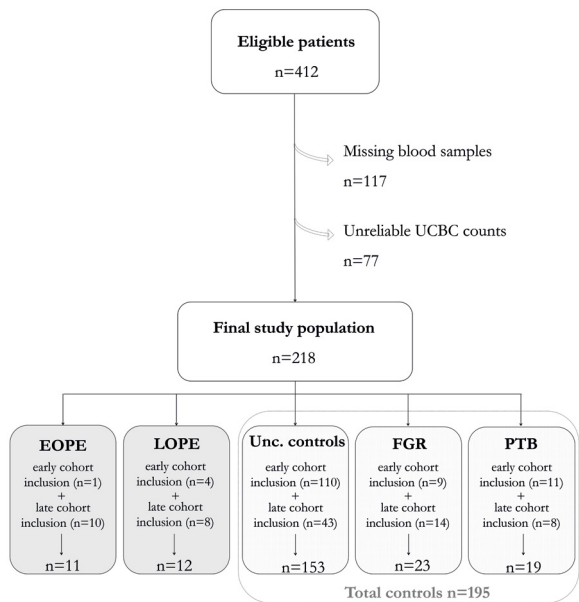 Eligible patients
n=412
Missing blood samples
n=117
Unreliable UCBC counts
n=77
Final study population
n=218
EOPE
early cohort
inclusion (n=1)
+
late cohort
inclusion (n=10)
n=11
LOPE
early cohort
inclusion (n=4)
+
late cohort
inclusion (n=8)
n=12
Unc. controls
early cohort
inclusion (n=110)
+
late cohort
inclusion (n=43)
n=153
FGR
early cohort
inclusion (n=9)
+
late cohort
inclusion (n=14)
n=23
PTB
early cohort
inclusion (n=11)
+
late cohort
inclusion (n=8)
n=19
Total controls n=195